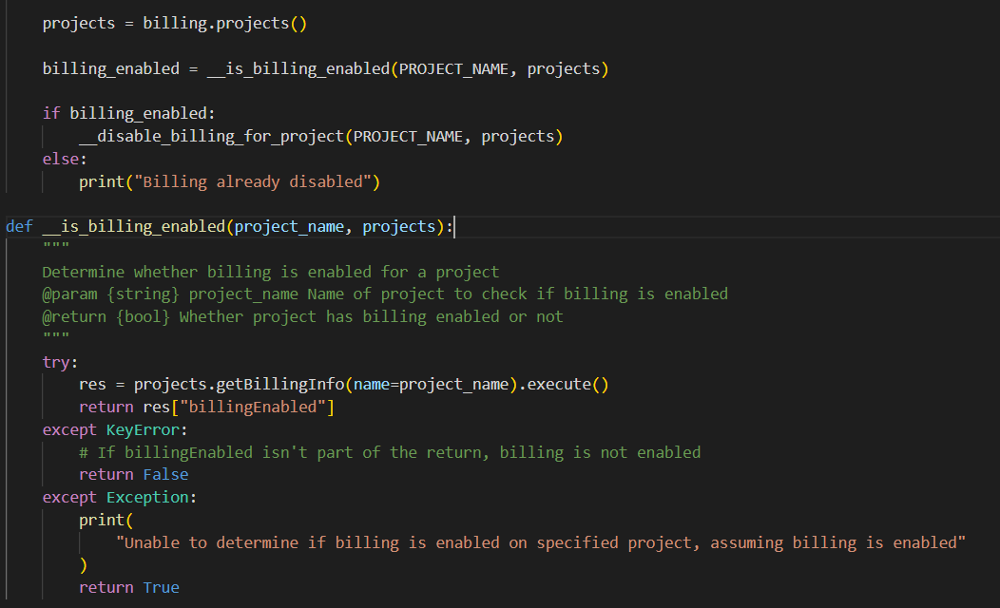 projects = billing.projects()
billing_enabled = __is_billing_enabled(PROJECT_NAME, projects)
if billing_enabled:
__disable_billing_for_project(PROJECT_NAME, projects)
else:
print("Billing already disabled")
def __is_billing_enabled(project_name, projects):
"""
Determine whether billing is enabled for a project
@param {string} project_name Name of project to check if billing is enabled
@return {bool} Whether project has billing enabled or not
"""
try:
res = projects.getBillingInfo(name=project_name).execute()
return res["billingEnabled"]
except KeyError:
# If billingEnabled isn't part of the return, billing is not enabled
return False
except Exception:
print(
"Unable to determine if billing is enabled on specified project, assuming billing is enabled"
)
return True